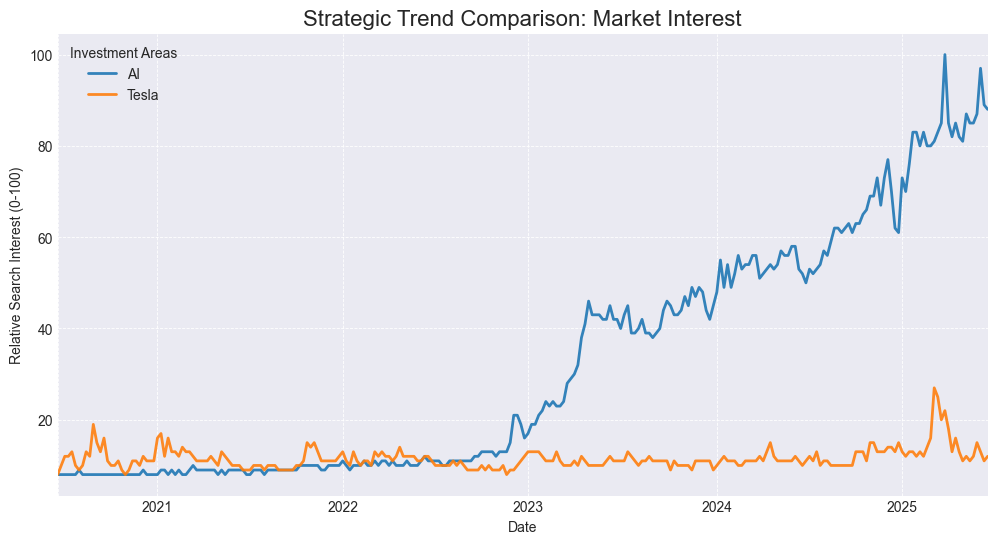 Strategic Trend Comparison: Market Interest
Investment Areas
AI
Tesla
Relative Search Interest (0-100)
100
80
60
40
20
2021 2022 2023 2024 2025
Date